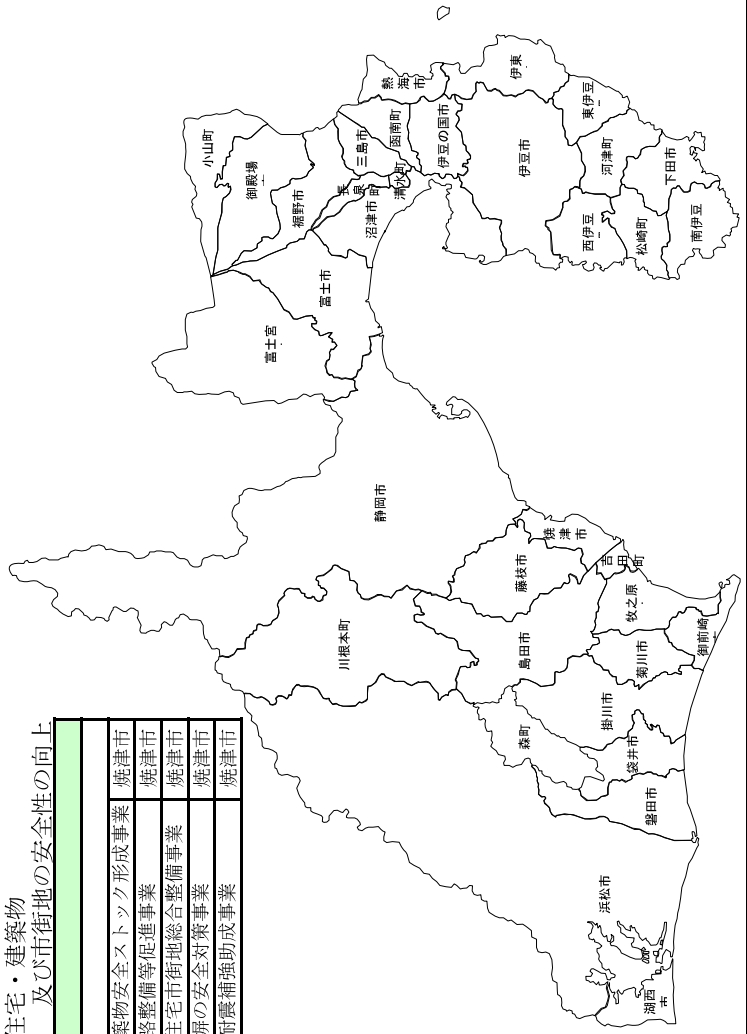 住宅・建築物
及び市街地の安全性の向上
築物安全ストック形成事業 焼津市
路整備等促進事業 焼津市
住宅市街地総合整備事業 焼津市
塀の安全対策事業 焼津市
耐震補強助成事業 焼津市
小山町
御殿場
裾野市
長泉町
三島市
函南町
熱海市
清水町
沼津市
伊豆の国市
伊東
伊豆市
東伊豆
河津町
西伊豆
松崎町
下田市
南伊豆
富士市
富士宮
静岡市
川根本町
藤枝市
焼津市
島田市
吉田町
牧之原
御前崎
菊川市
掛川市
森町
袋井市
磐田市
浜松市
湖西市